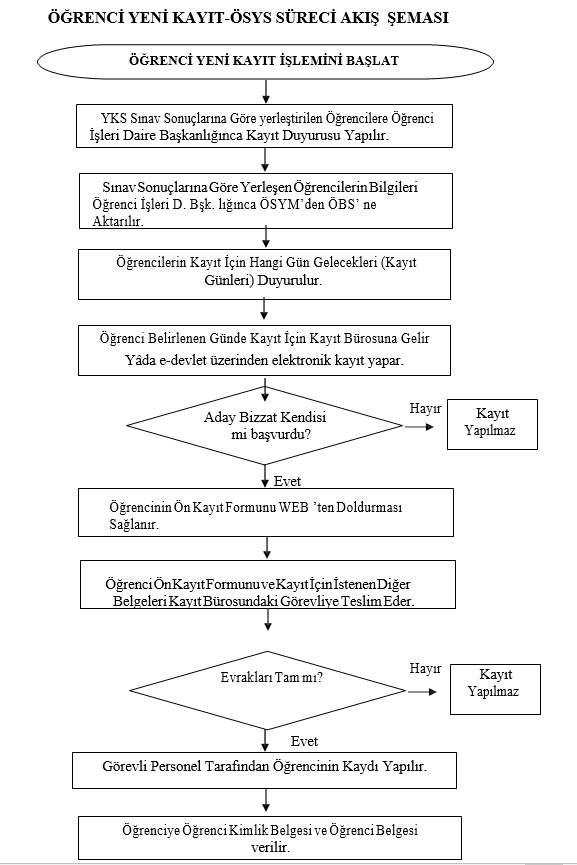 ÖĞRENCİ YENİ KAYIT-ÖSYS SÜRECİ AKIŞ ŞEMASI
ÖĞRENCİ YENİ KAYIT İŞLEMİNİ BAŞLAT
YKS Sınav Sonuçlarına Göre yerleştirilen Öğrencilere Öğrenci
İşleri Daire Başkanlığınca Kayıt Duyurusu Yapılır.
Sınav Sonuçlarına Göre Yerleşen Öğrencilerin Bilgileri
Öğrenci İşleri D. Bşk. lığınca ÖSYM’den ÖBS’ ne
Aktarılır.
Öğrencilerin Kayıt İçin Hangi Gün Gelecekleri (Kayıt
Günleri) Duyurulur.
Öğrenci Belirlenen Günde Kayıt İçin Kayıt Bürosuna Gelir
Yâda e-devlet üzerinden elektronik kayıt yapar.
Aday Bizzat Kendisi
mi başvurdu?
Hayır
Kayıt
Yapılmaz
Evet
Öğrencinin Ön Kayıt Formunu WEB ’ten Doldurması
Sağlanır.
Öğrenci Ön Kayıt Formunu ve Kayıt İçin İstenen Diğer
Belgeleri Kayıt Bürosundaki Görevliye Teslim Eder.
Evrakları Tam mı?
Hayır
Kayıt
Yapılmaz
Evet
Görevli Personel Tarafından Öğrencinin Kaydı Yapılır.
Öğrenciye Öğrenci Kimlik Belgesi ve Öğrenci Belgesi
verilir.